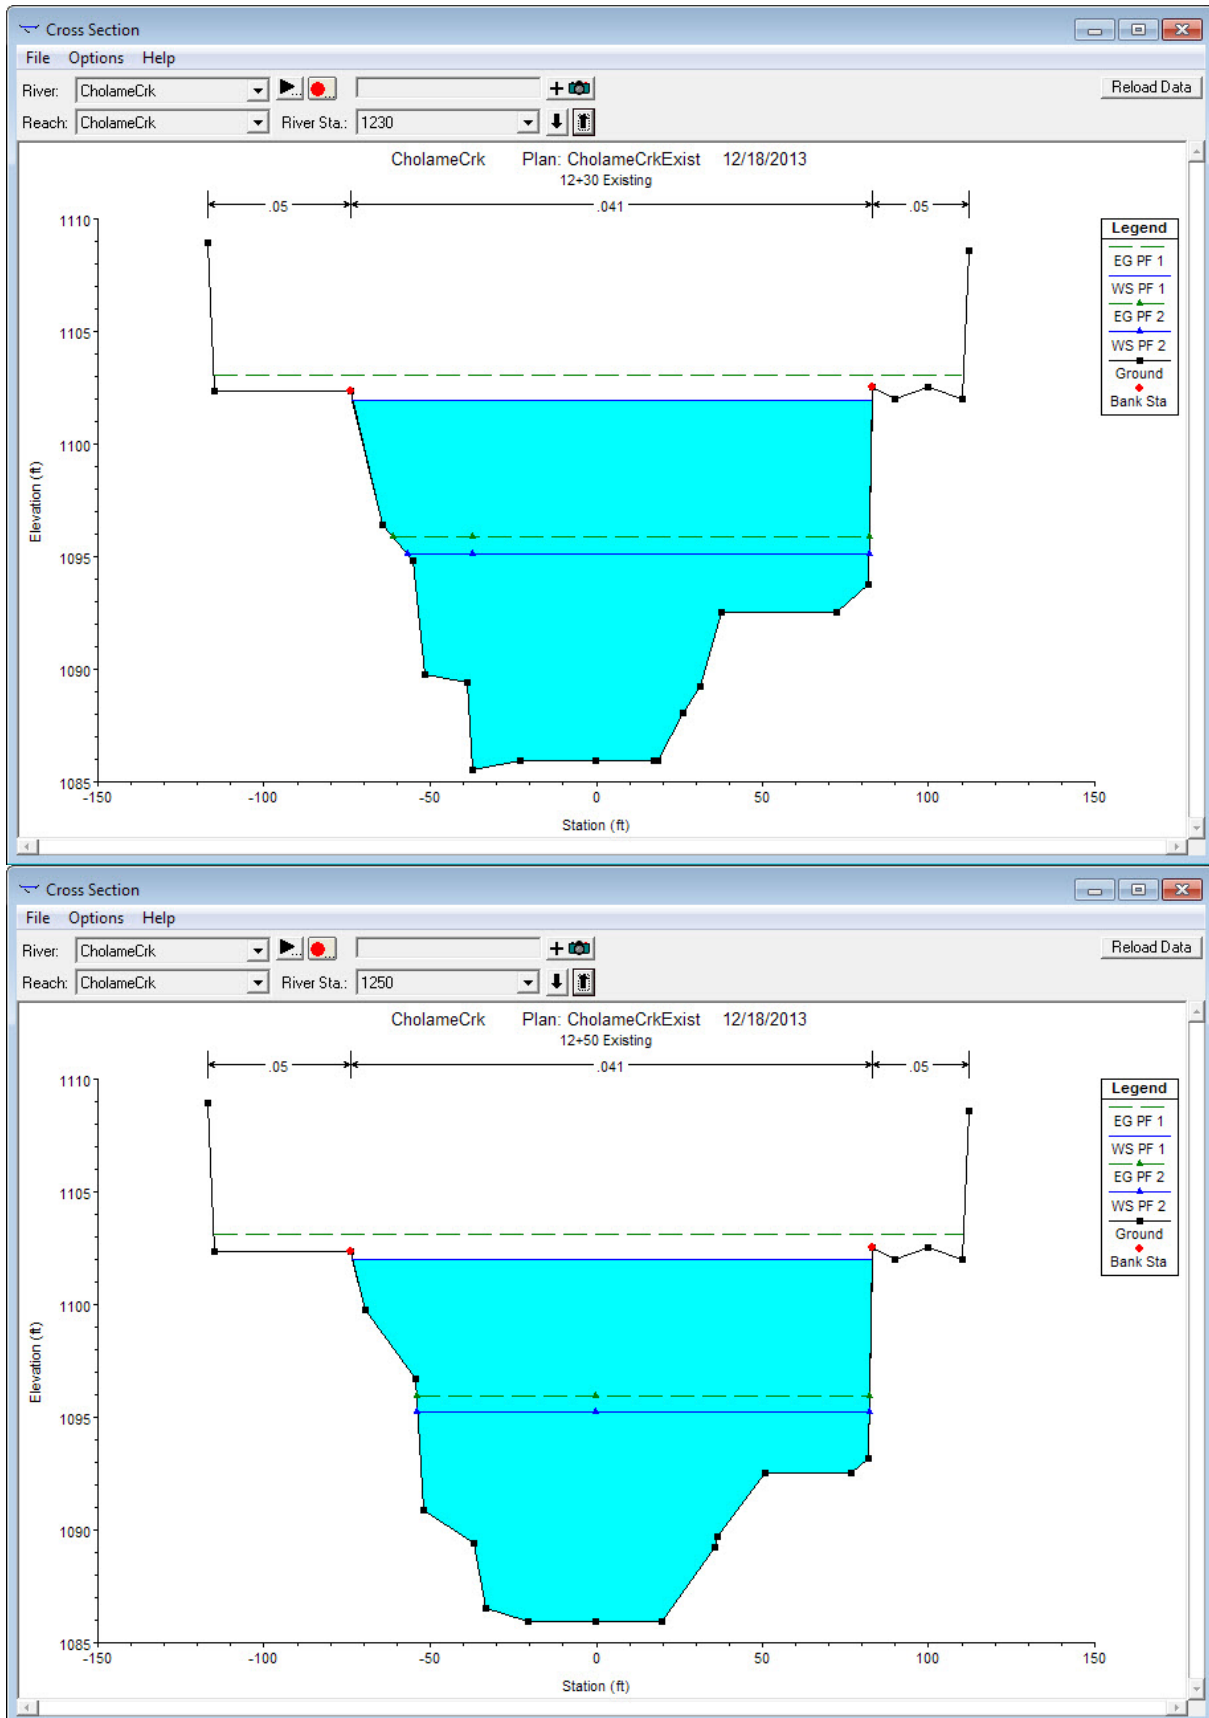 Cross Section
File Options Help
River: CholameCrk
Reload Data
Reach: CholameCrk River Sta.: 1230
CholameCrk Plan: CholameCrkExist 12/18/2013
12+30 Existing
.05 .041 .05
1110
1105
1100
1095
1090
1085
Elevation (ft)
-150 -100 -50 0 50 100 150
Station (ft)
Legend
EG PF 1
WS PF 1
EG PF 2
WS PF 2
Ground
Bank Sta
Cross Section
File Options Help
River: CholameCrk
Reload Data
Reach: CholameCrk River Sta.: 1250
CholameCrk Plan: CholameCrkExist 12/18/2013
12+50 Existing
.05 .041 .05
1110
1105
1100
1095
1090
1085
Elevation (ft)
-150 -100 -50 0 50 100 150
Station (ft)
Legend
EG PF 1
WS PF 1
EG PF 2
WS PF 2
Ground
Bank Sta